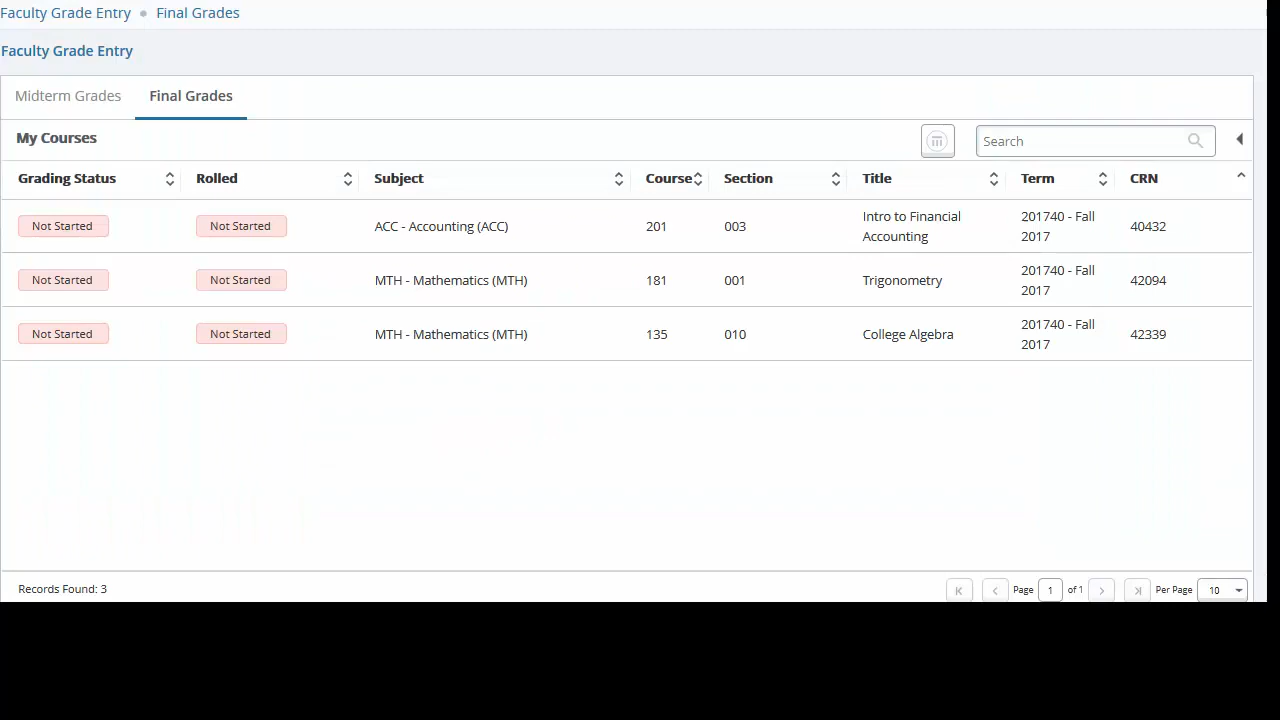 Faculty Grade Entry • Final Grades
Faculty Grade Entry
Midterm Grades Final Grades
My Courses Search
Grading Status Rolled Subject Course Section Title Term CRN
Not Started Not Started ACC - Accounting (ACC) 201 003 Intro to Financial Accounting 201740 - Fall 2017 40432
Not Started Not Started MTH - Mathematics (MTH) 181 001 Trigonometry 201740 - Fall 2017 42094
Not Started Not Started MTH - Mathematics (MTH) 135 010 College Algebra 201740 - Fall 2017 42339
Records Found: 3 Page 1 of 1 Per Page 10